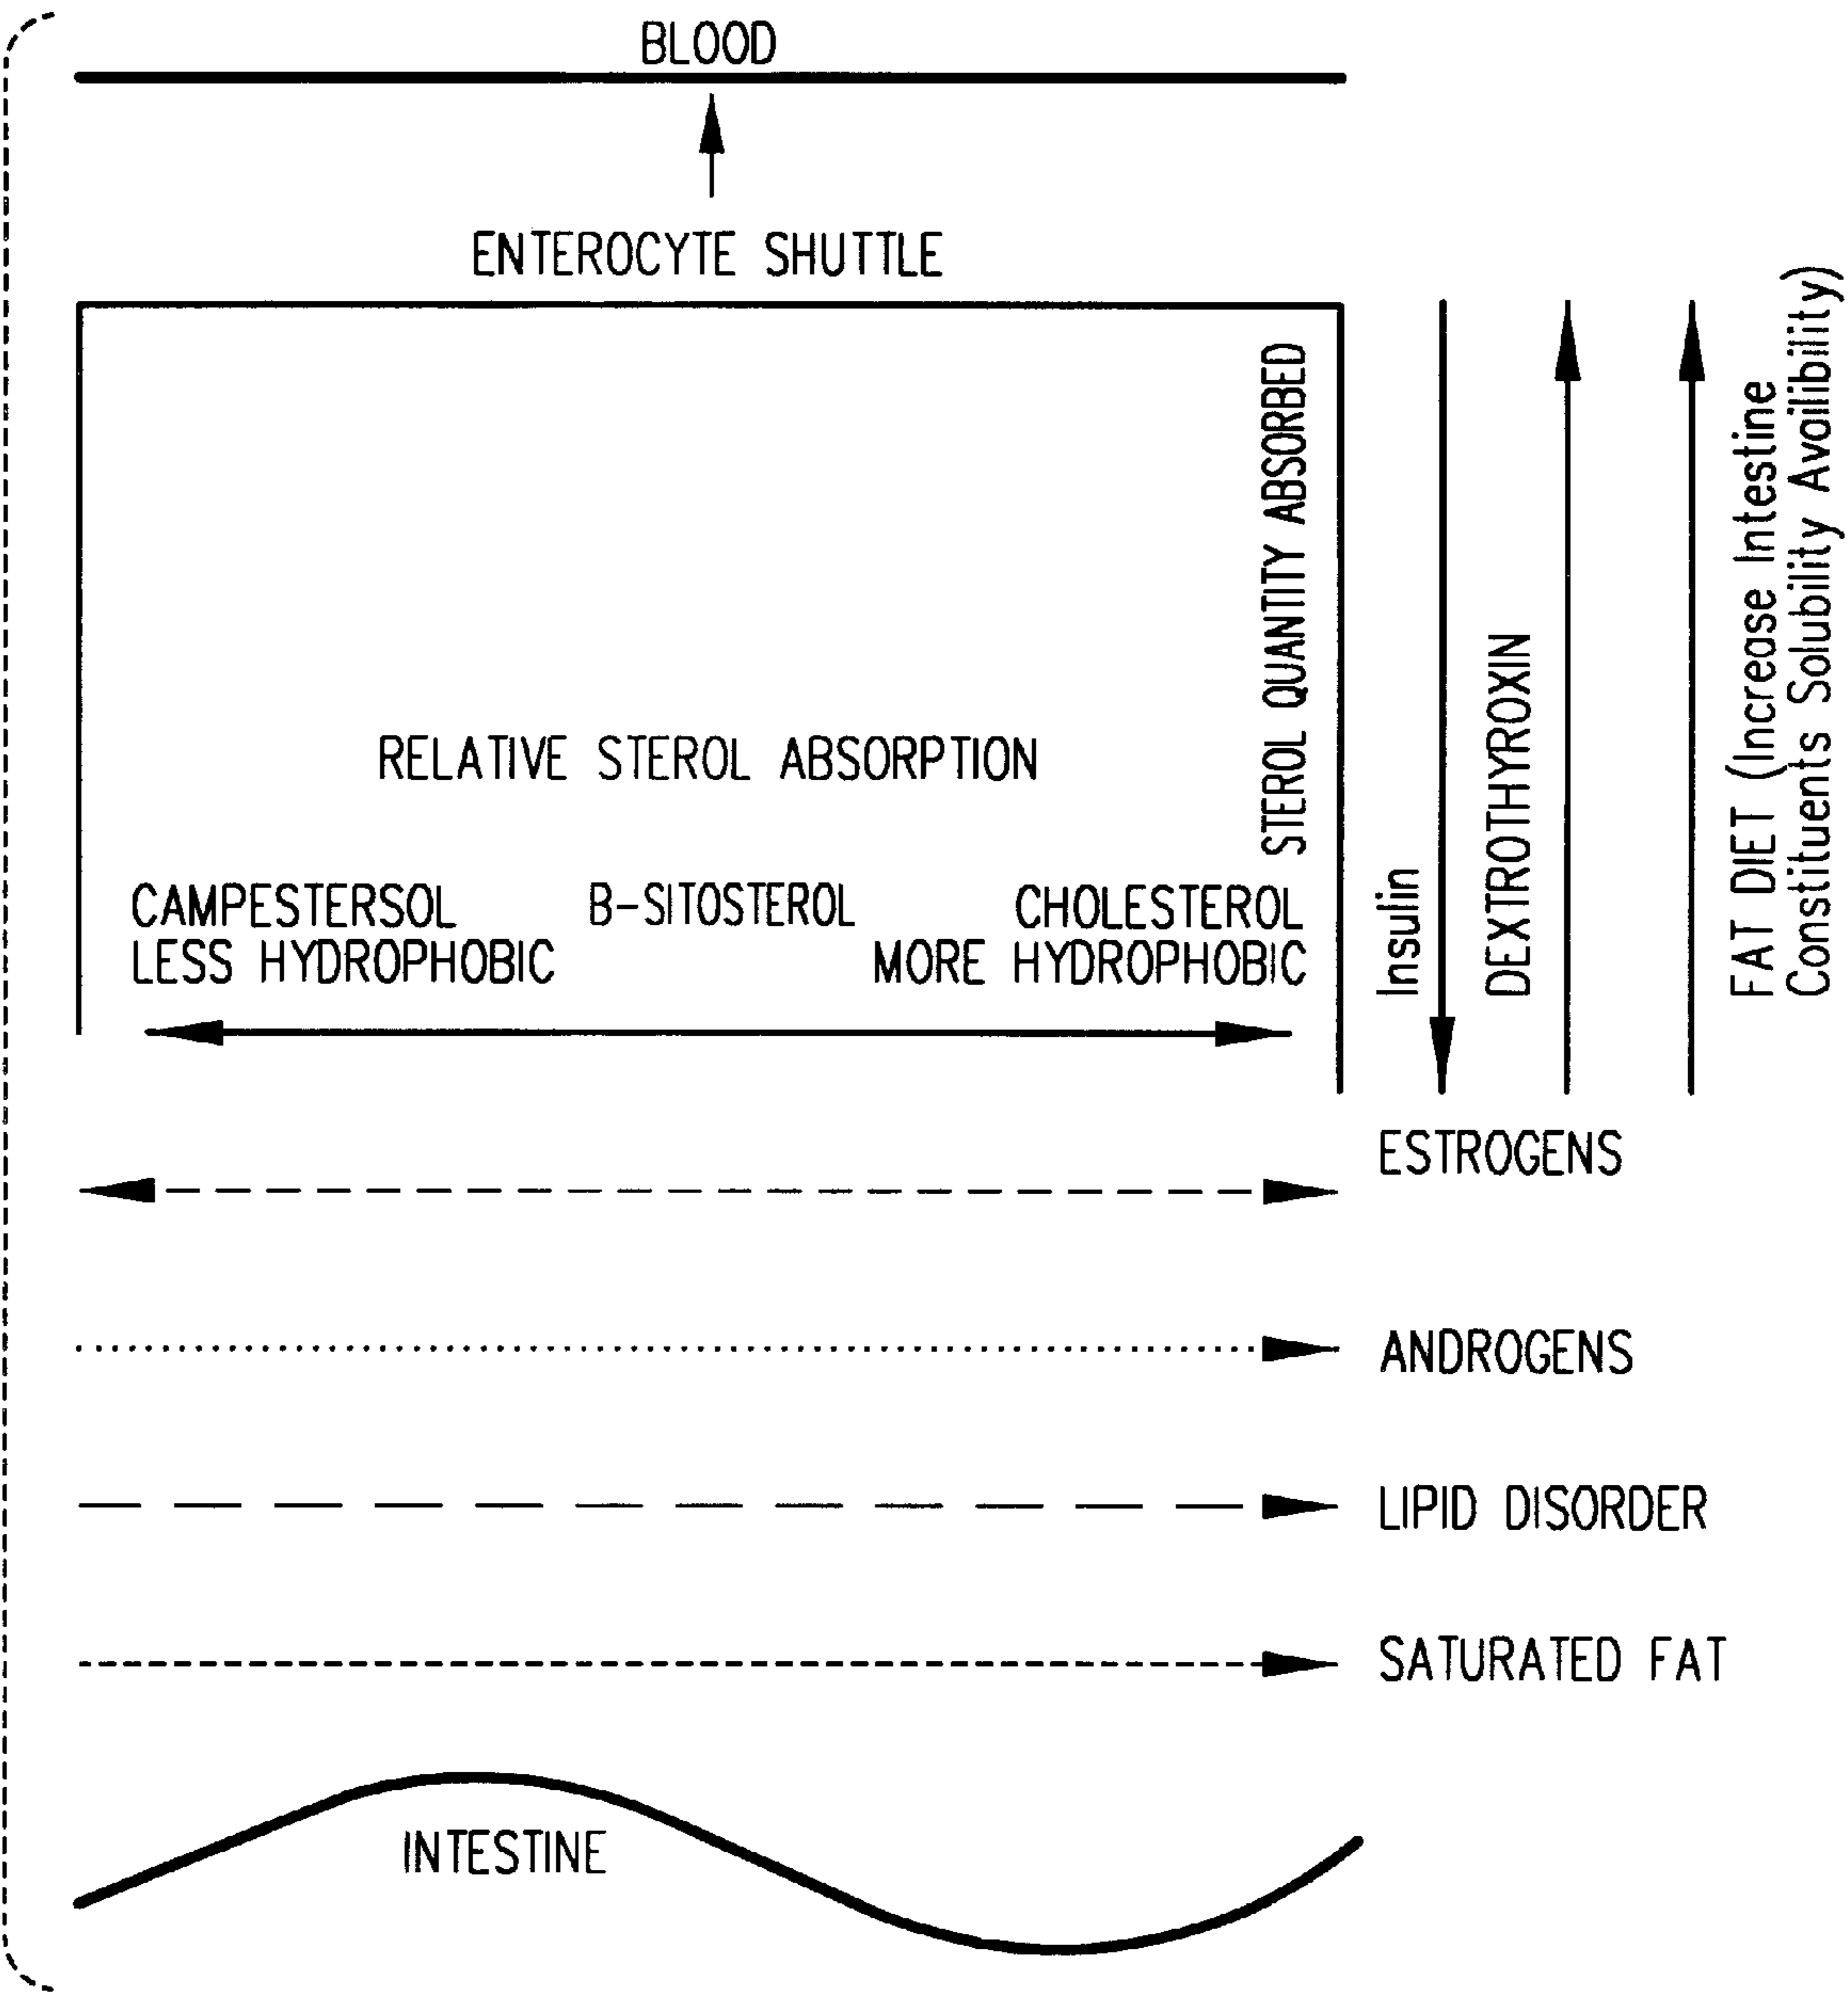 BLOOD
ENTEROCYTE SHUTTLE
STEROL QUANTITY ABSORBED
RELATIVE STEROL ABSORPTION
CAMPESTERSOL B-SITOSTEROL CHOLESTEROL
LESS HYDROPHOBIC MORE HYDROPHOBIC
Insulin
DEXTROTHYROXIN
FAT DIET (Increase Intestine
Constituents Solubility Availibility)
ESTROGENS
ANDROGENS
LIPID DISORDER
SATURATED FAT
INTESTINE